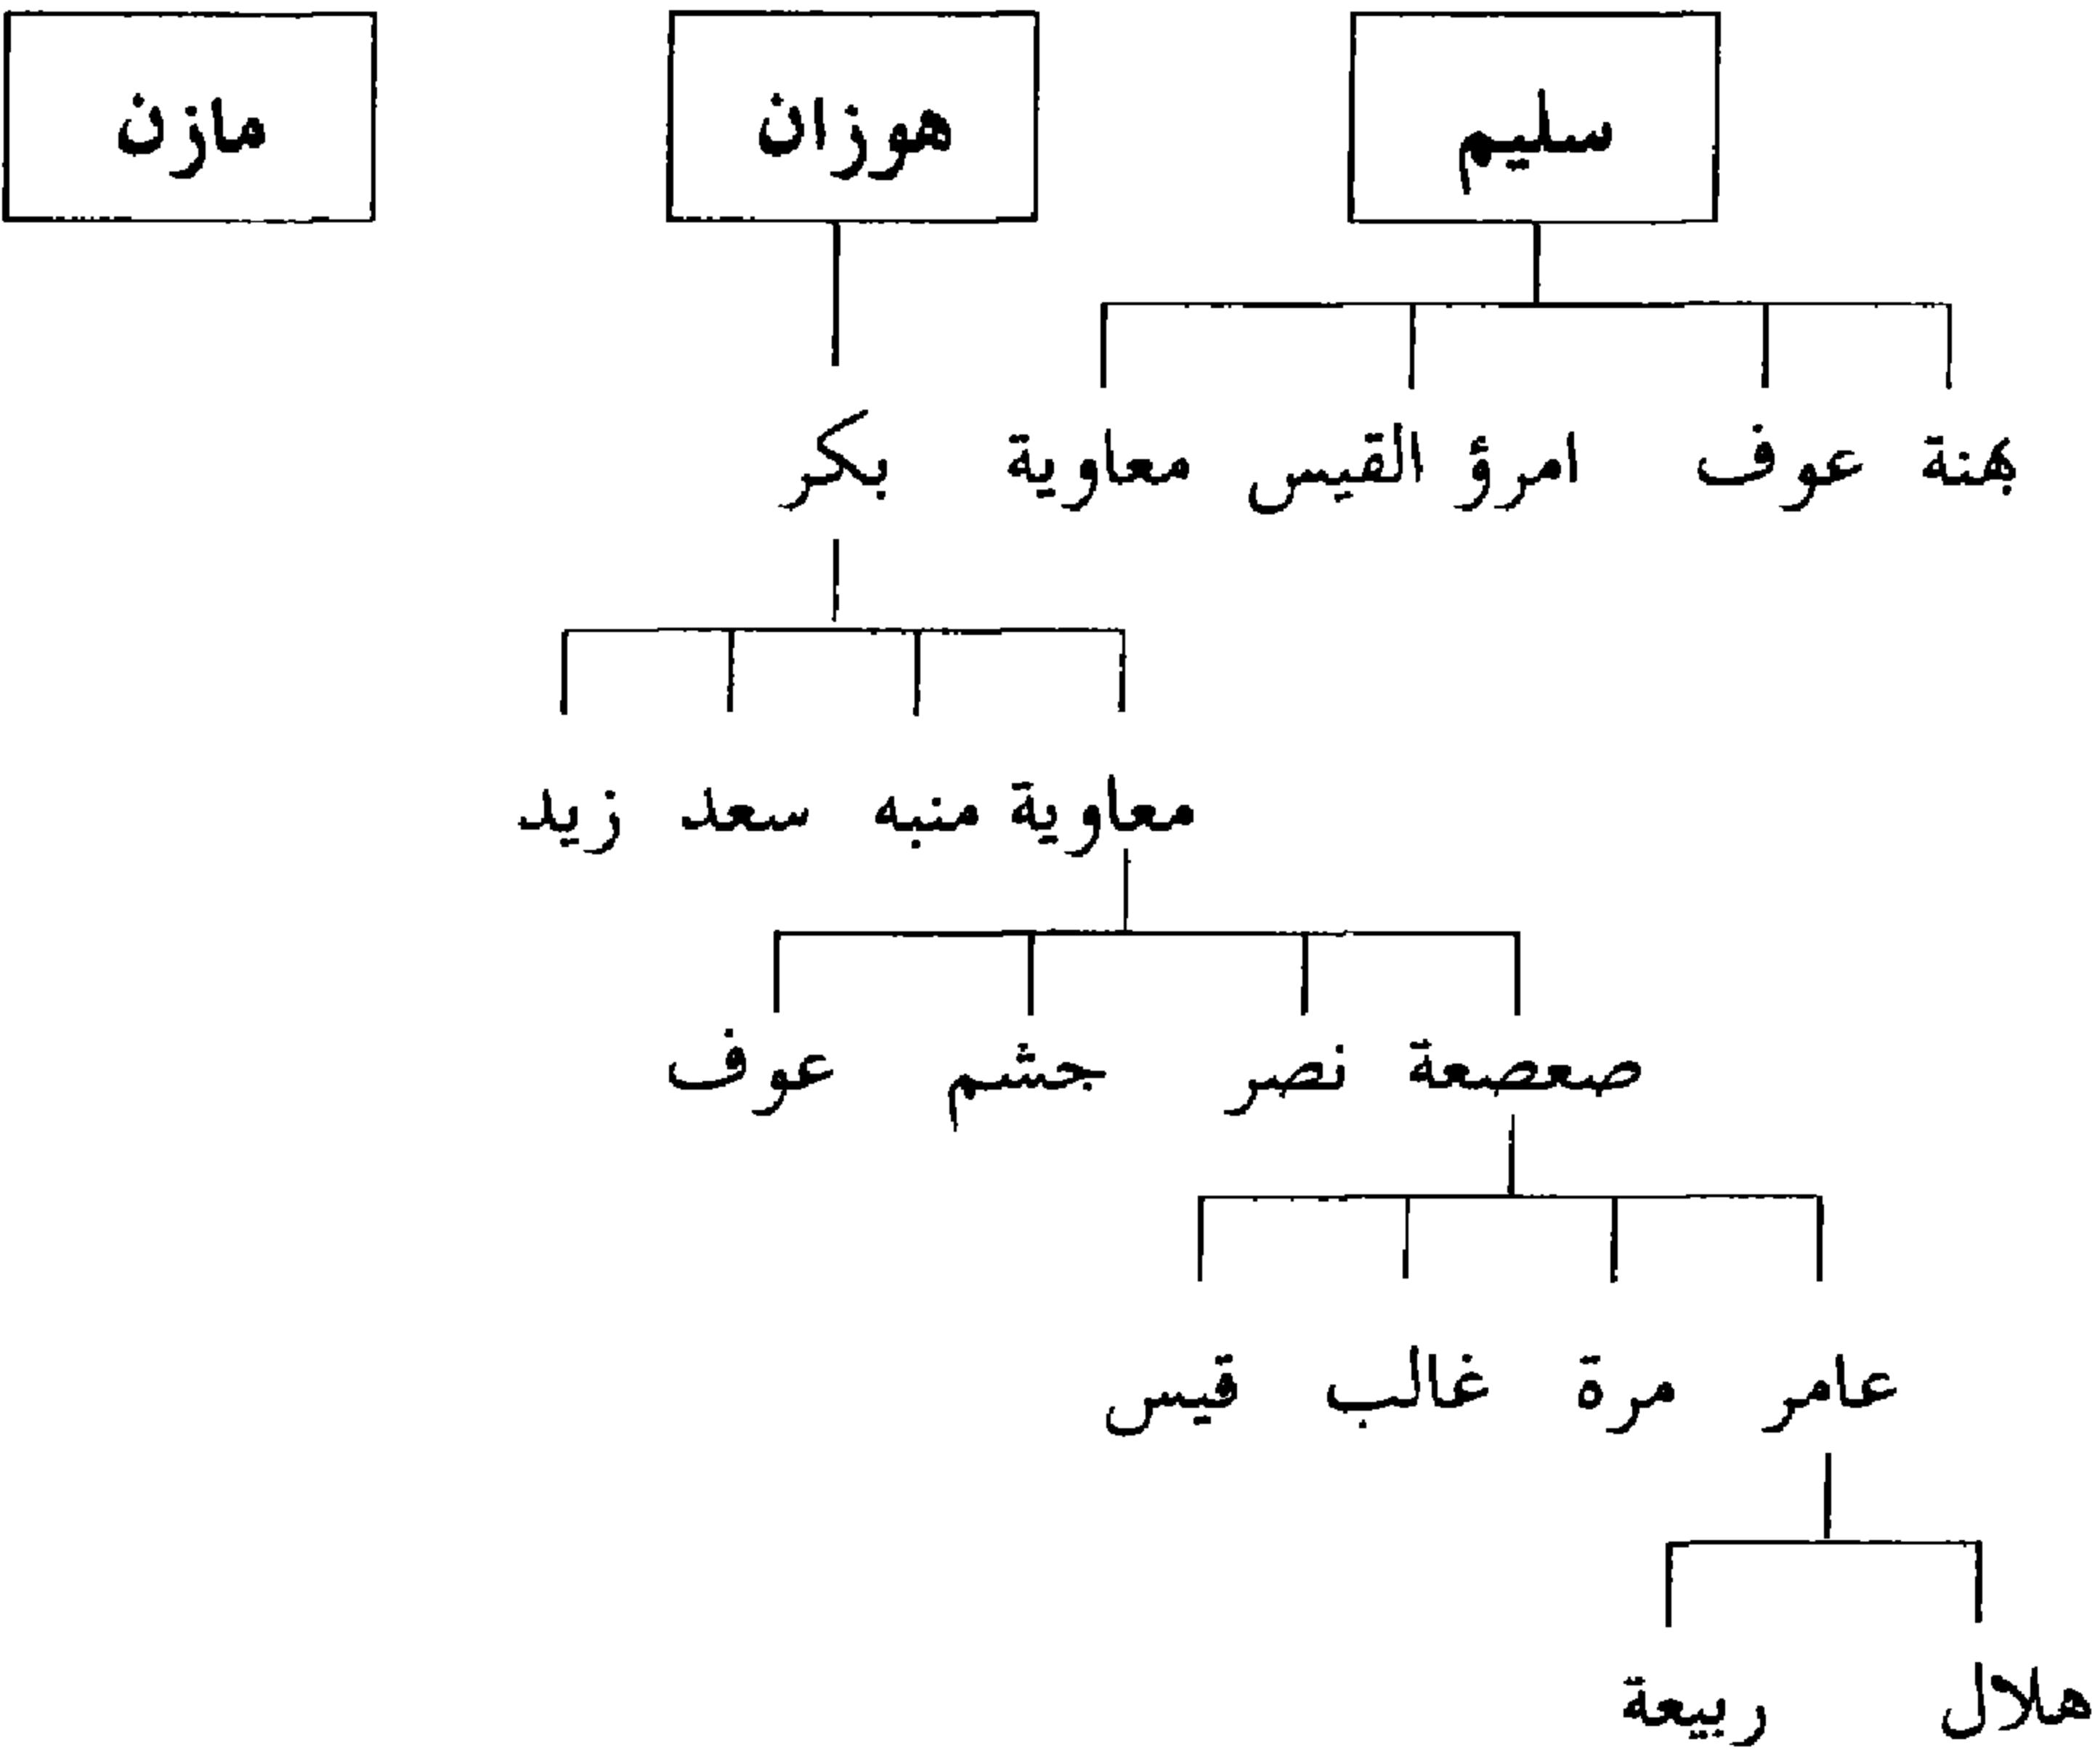 سليم هوزان مازن
بهنة عوف امرؤ القيس معاوية بكر
معاوية منبه سعد زيد
صعصعة نصر جشم عوف
عامر مرة غالب قيس
هلال ربيعة